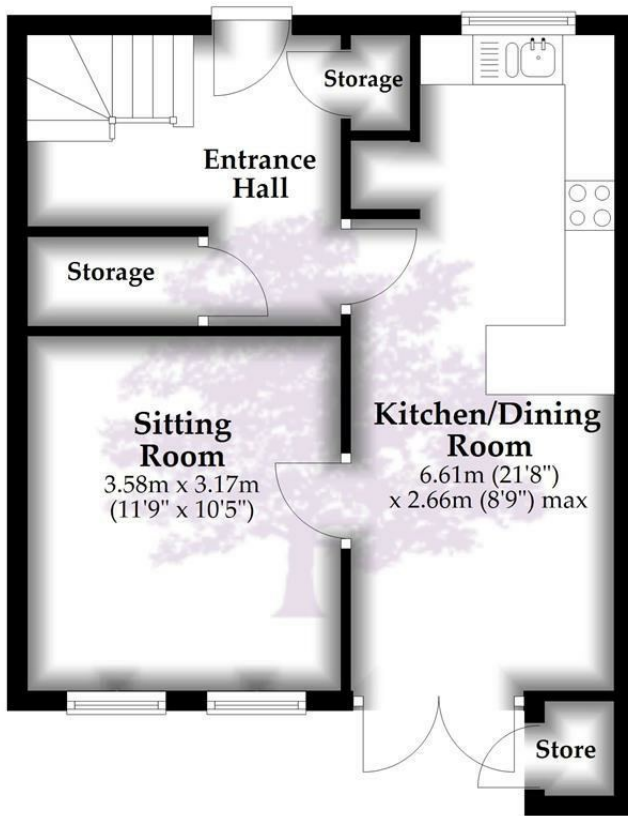 Storage
Entrance
Hall
Storage
Sitting
Room
3.58m x 3.17m
(11'9" x 10'5")
Kitchen/Dining
Room
6.61m (21'8")
x 2.66m (8'9") max
Store